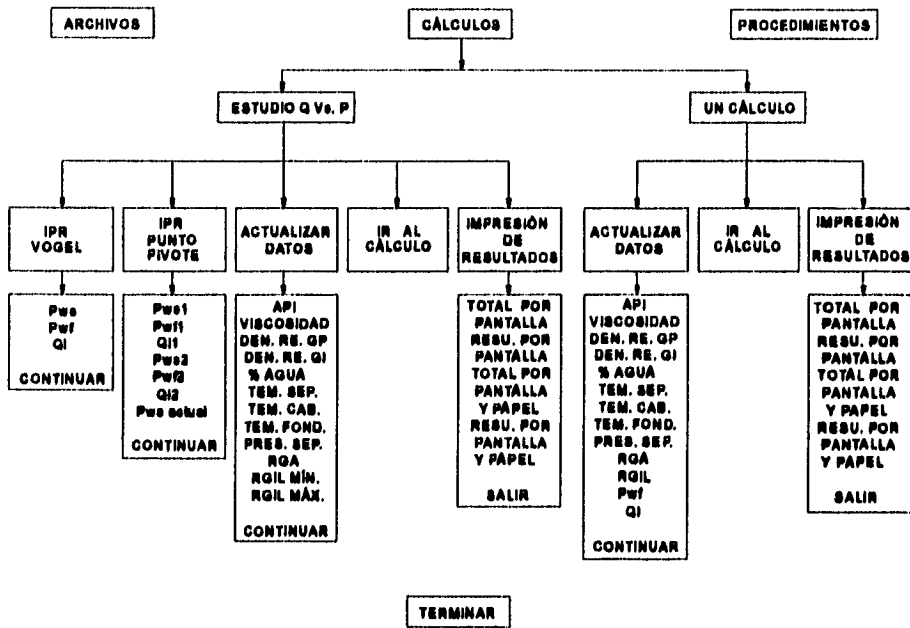 ARCHIVOS
CÁLCULOS
PROCEDIMIENTOS
ESTUDIO Q Vs. P
UN CÁLCULO
IPR
VOGEL
IPR
PUNTO
PIVOTE
ACTUALIZAR
DATOS
IR AL
CÁLCULO
IMPRESIÓN
DE
RESULTADOS
ACTUALIZAR
DATOS
IR AL
CÁLCULO
IMPRESIÓN
DE
RESULTADOS
Pws
Pwf
Ql
CONTINUAR
Pws1
Pwf1
Ql1
Pws2
Pwf2
Ql2
Pws actual
CONTINUAR
API
VISCOSIDAD
DEN. RE. GP
DEN. RE. GI
% AGUA
TEM. SEP.
TEM. CAB.
TEM. FOND.
PRES. SEP.
RGA
RGIL MÍN.
RGIL MÁX.
CONTINUAR
TOTAL POR
PANTALLA
RESU. POR
PANTALLA
TOTAL POR
PANTALLA
Y PAPEL
RESU. POR
PANTALLA
Y PAPEL
SALIR
API
VISCOSIDAD
DEN. RE. GP
DEN. RE. GI
% AGUA
TEM. SEP.
TEM. CAB.
TEM. FOND.
PRES. SEP.
RGA
RGIL
Pwf
Ql
CONTINUAR
TOTAL POR
PANTALLA
RESU. POR
PANTALLA
TOTAL POR
PANTALLA
Y PAPEL
RESU. POR
PANTALLA
Y PAPEL
SALIR
TERMINAR